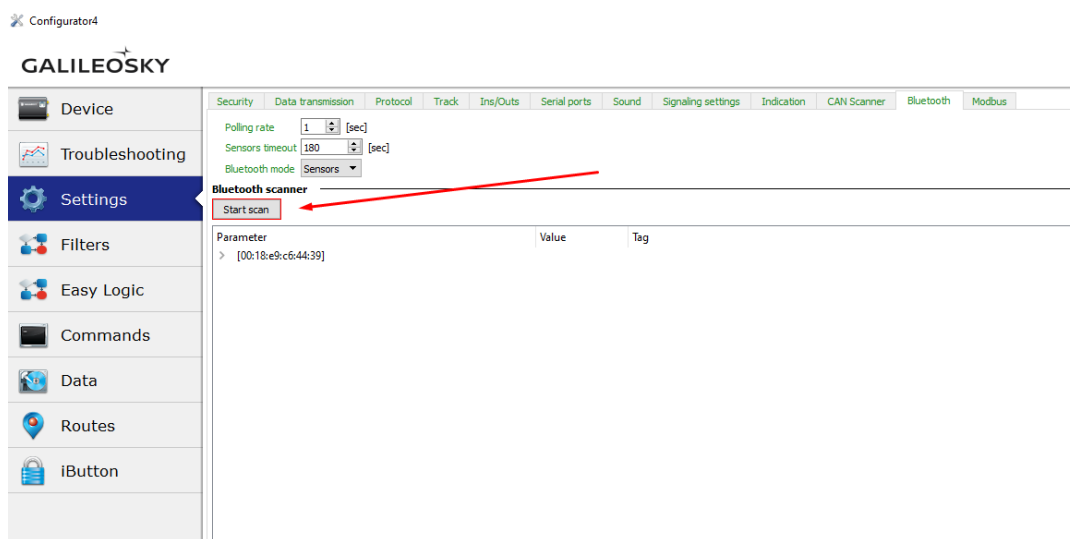 Configurator4
GALILEOSKY
Device
Troubleshooting
Settings
Filters
Easy Logic
Commands
Data
Routes
iButton
Security Data transmission Protocol Track Ins/Outs Serial ports Sound Signaling settings Indication CAN Scanner Bluetooth Modbus
Polling rate 1 [sec]
Sensors timeout 180 [sec]
Bluetooth mode Sensors
Bluetooth scanner
Start scan
Parameter Value Tag
[00:18:e9:c6:44:39]